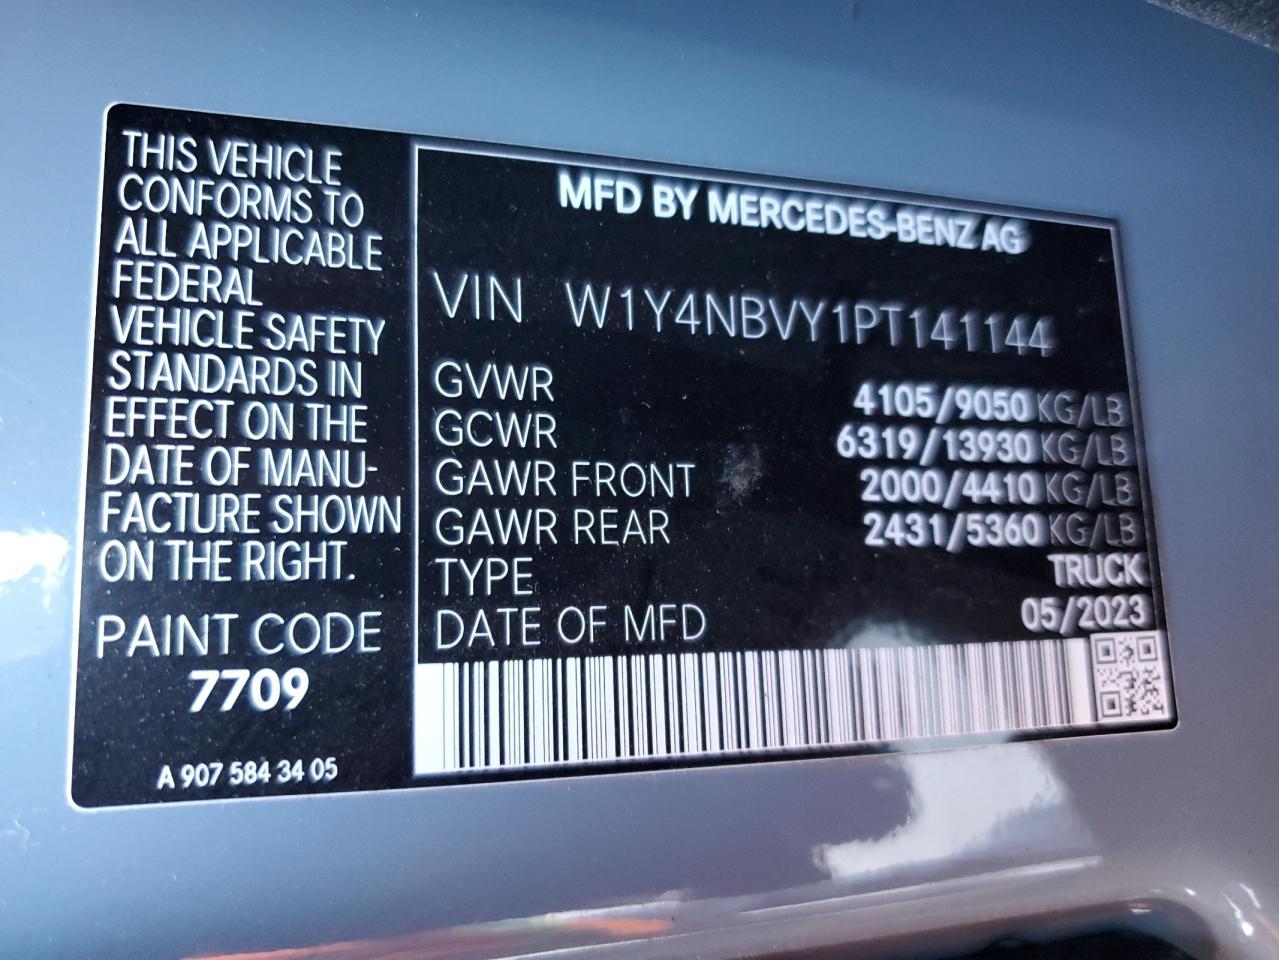 THIS VEHICLE
CONFORMS TO
ALL APPLICABLE
FEDERAL
VEHICLE SAFETY
STANDARDS IN
EFFECT ON THE
DATE OF MANU-
FACTURE SHOWN
ON THE RIGHT.
PAINT CODE
7709
A 907 584 34 05
MFD BY MERCEDES-BENZ AG
VIN W1Y4NBVY1PT141144
GVWR 4105/9050 KG/LB
GCWR 6319/13930 KG/LB
GAWR FRONT 2000/4410 KG/LB
GAWR REAR 2431/5360 KG/LB
TYPE TRUCK
DATE OF MFD 05/2023